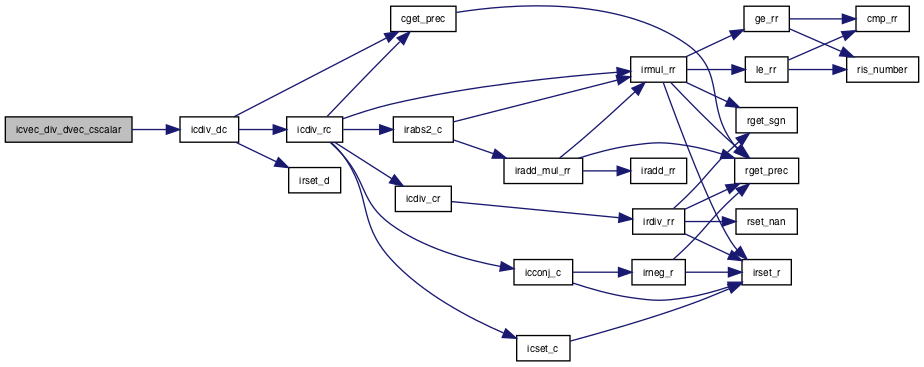 icvec_div_dvec_cscalar
icdiv_dc
cget_prec
icdiv_rc
irset_d
irabs2_c
icdiv_cr
iradd_mul_rr
icconj_c
icset_c
irmul_rr
iradd_rr
irdiv_rr
irneg_r
ge_rr
le_rr
rget_sgn
rget_prec
rset_nan
irset_r
cmp_rr
ris_number